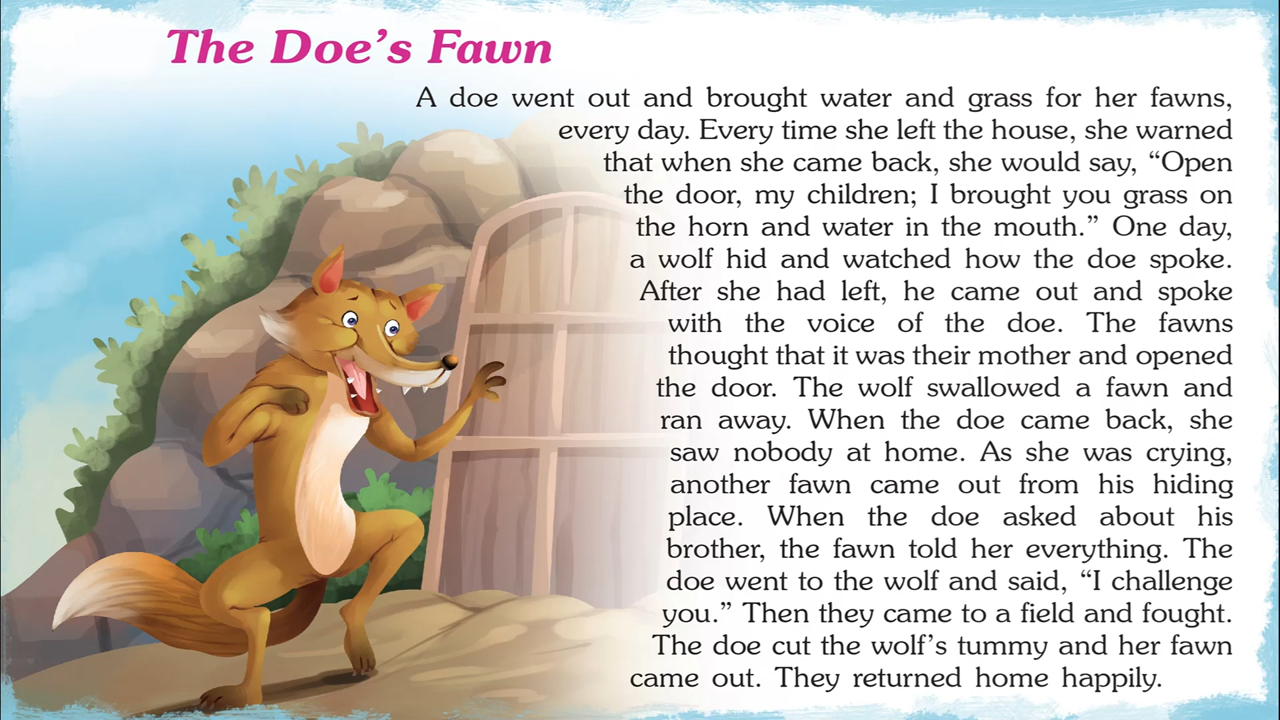 The Doe's Fawn
A doe went out and brought water and grass for her fawns,
every day. Every time she left the house, she warned
that when she came back, she would say, “Open
the door, my children; I brought you grass on
the horn and water in the mouth.” One day,
a wolf hid and watched how the doe spoke.
After she had left, he came out and spoke
with the voice of the doe. The fawns
thought that it was their mother and opened
the door. The wolf swallowed a fawn and
ran away. When the doe came back, she
saw nobody at home. As she was crying,
another fawn came out from his hiding
place. When the doe asked about his
brother, the fawn told her everything. The
doe went to the wolf and said, “I challenge
you.” Then they came to a field and fought.
The doe cut the wolf’s tummy and her fawn
came out. They returned home happily.